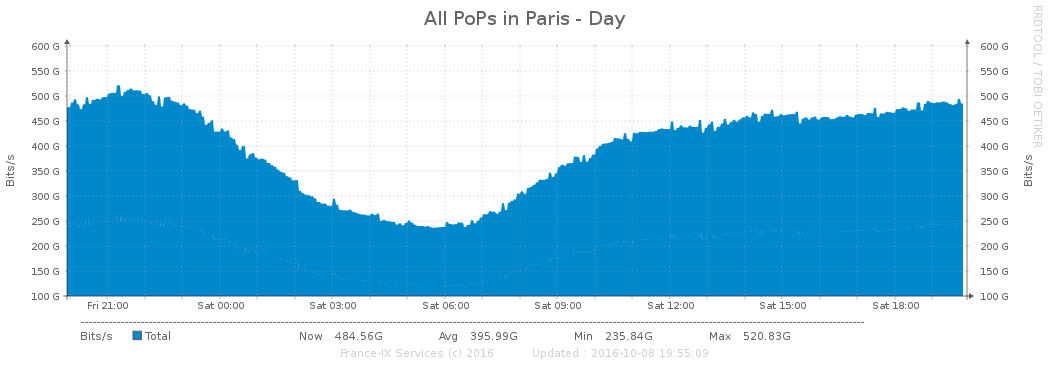 All PoPs in Paris - Day
RRDTOOL / TOBI OETIKER
600 G 600 G
550 G 550 G
500 G 500 G
450 G 450 G
400 G 400 G
350 G 350 G
300 G 300 G
250 G 250 G
200 G 200 G
150 G 150 G
100 G 100 G
Bits/s
Bits/s
Fri 21:00 Sat 00:00 Sat 03:00 Sat 06:00 Sat 09:00 Sat 12:00 Sat 15:00 Sat 18:00
Bits/s Total Now 484.56G Avg 395.99G Min 235.84G Max 520.83G
France-IX Services (c) 2016 Updated : 2016-10-08 19:55:09